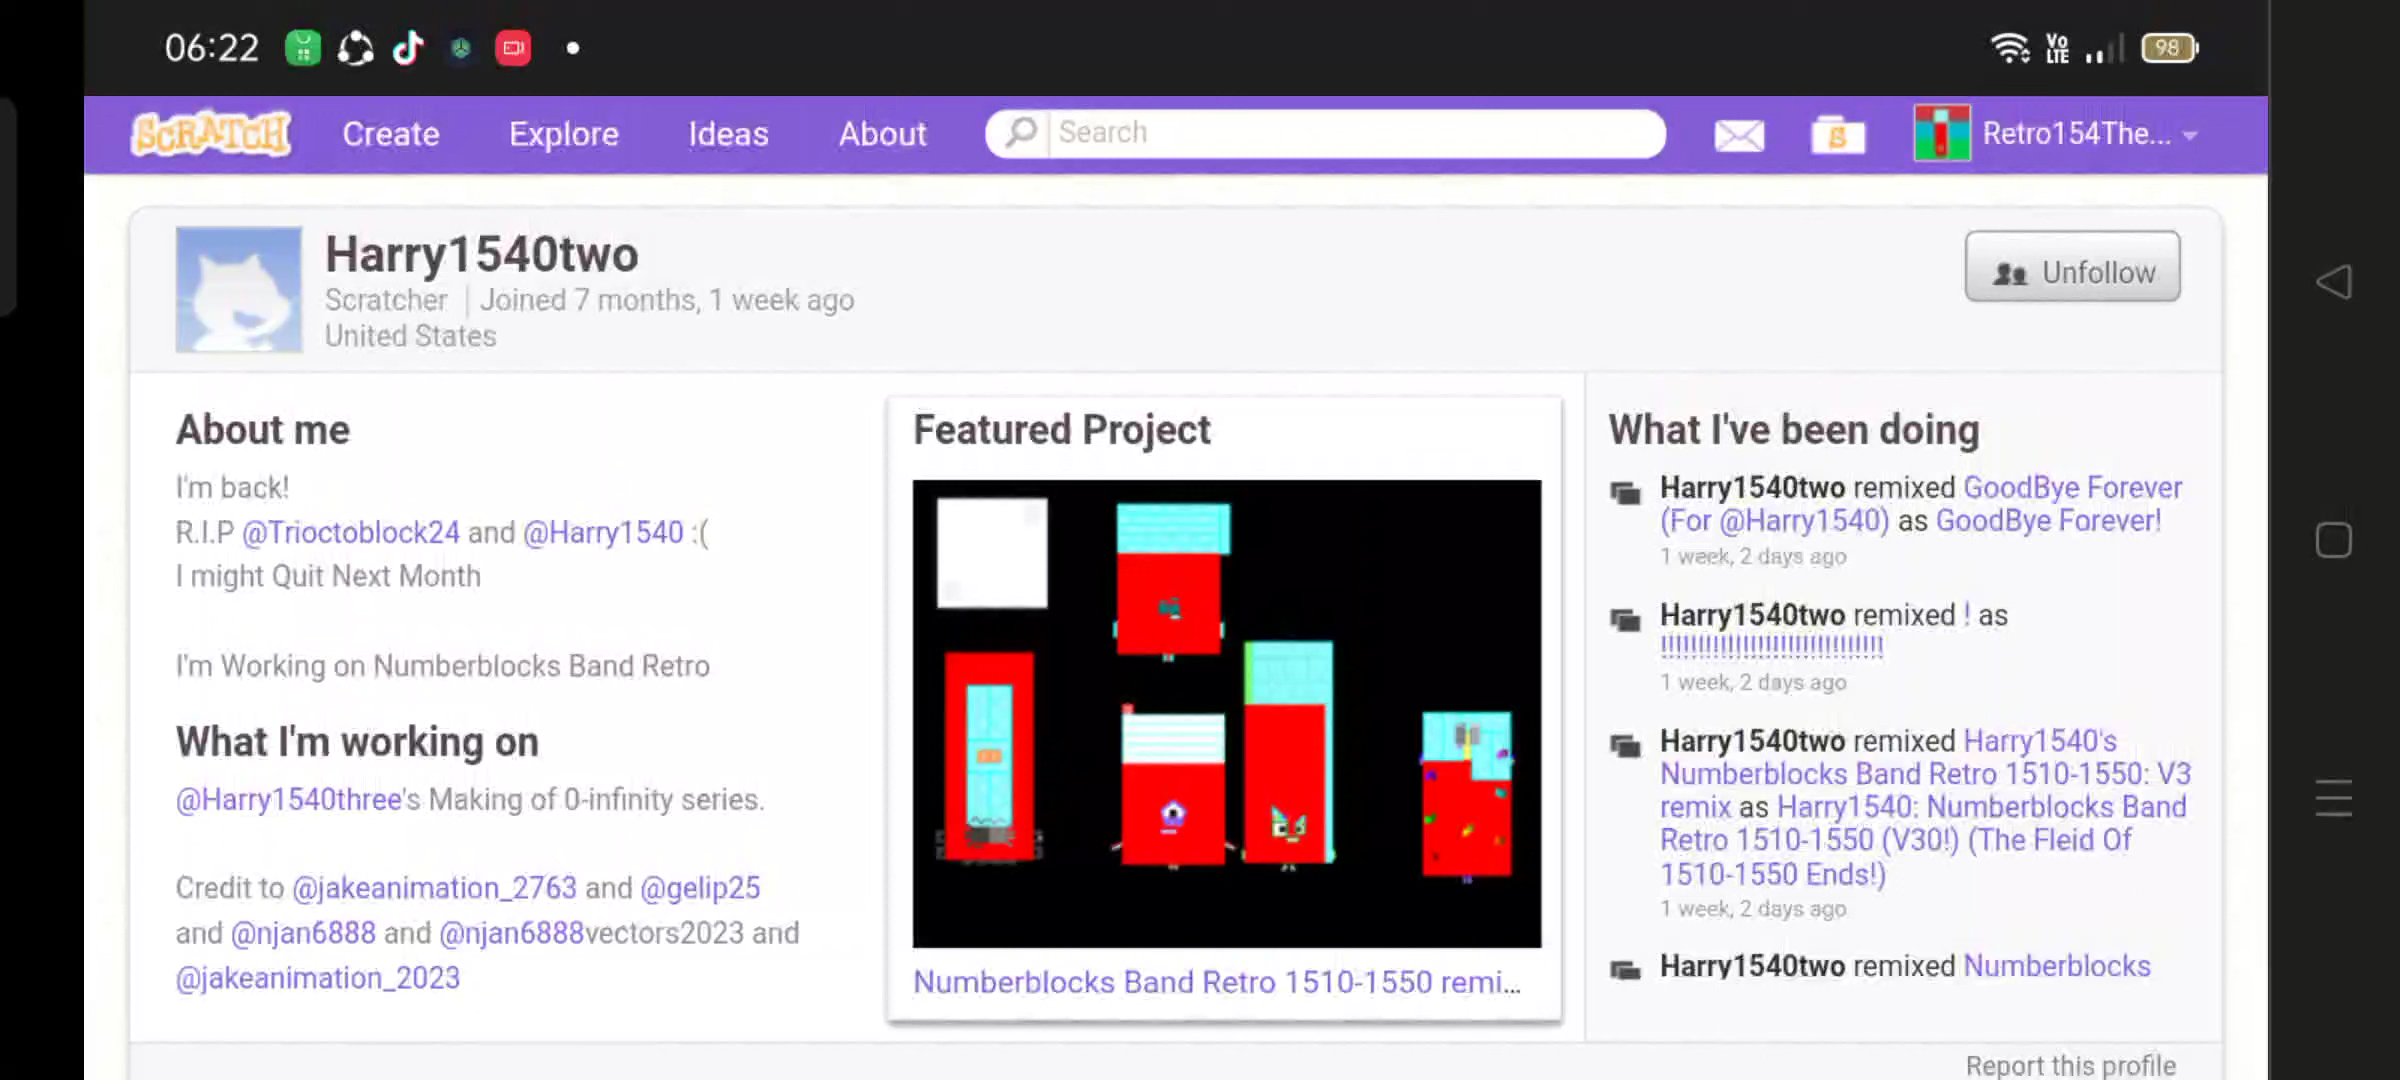 06:22
Vo
LTE
98
SCRATCH
Create
Explore
Ideas
About
Search
S
Retro154The...
Harry1540two
Scratcher | Joined 7 months, 1 week ago
United States
Unfollow
About me
I'm back!
R.I.P @Trioctoblock24 and @Harry1540 :(
I might Quit Next Month
I'm Working on Numberblocks Band Retro
What I'm working on
@Harry1540three's Making of 0-infinity series.
Credit to @jakeanimation_2763 and @gelip25
and @njan6888 and @njan6888vectors2023 and
@jakeanimation_2023
Featured Project
Numberblocks Band Retro 1510-1550 remi...
What I've been doing
Harry1540two remixed GoodBye Forever
(For @Harry1540) as GoodBye Forever!
1 week, 2 days ago
Harry1540two remixed ! as
!!!!!!!!!!!!!!!!!!!!!!!!!!!!!!
1 week, 2 days ago
Harry1540two remixed Harry1540's
Numberblocks Band Retro 1510-1550: V3
remix as Harry1540: Numberblocks Band
Retro 1510-1550 (V30!) (The Fleid Of
1510-1550 Ends!)
1 week, 2 days ago
Harry1540two remixed Numberblocks
Report this profile